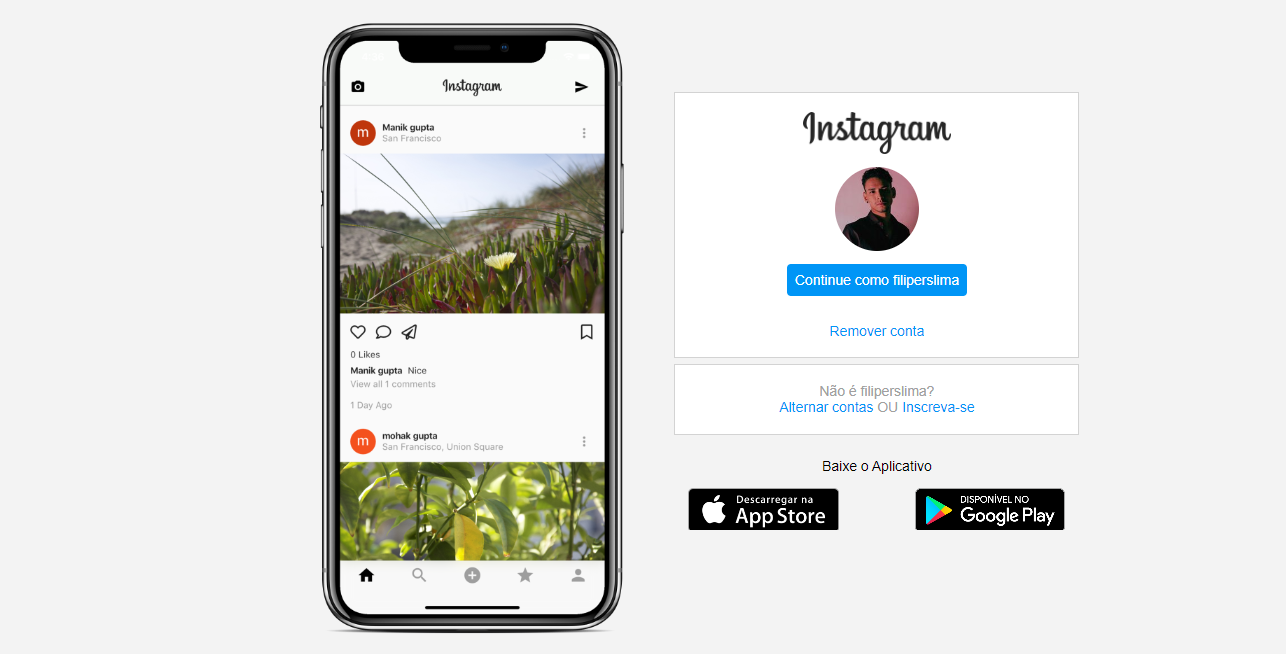 Instagram
m
Manik gupta
San Francisco
0 Likes
Manik gupta Nice
View all 1 comments
1 Day Ago
m
mohak gupta
San Francisco, Union Square
Instagram
Continue como filiperslima
Remover conta
Não é filiperslima?
Alternar contas OU Inscreva-se
Baixe o Aplicativo
Descarregar na
App Store
DISPONÍVEL NO
Google Play